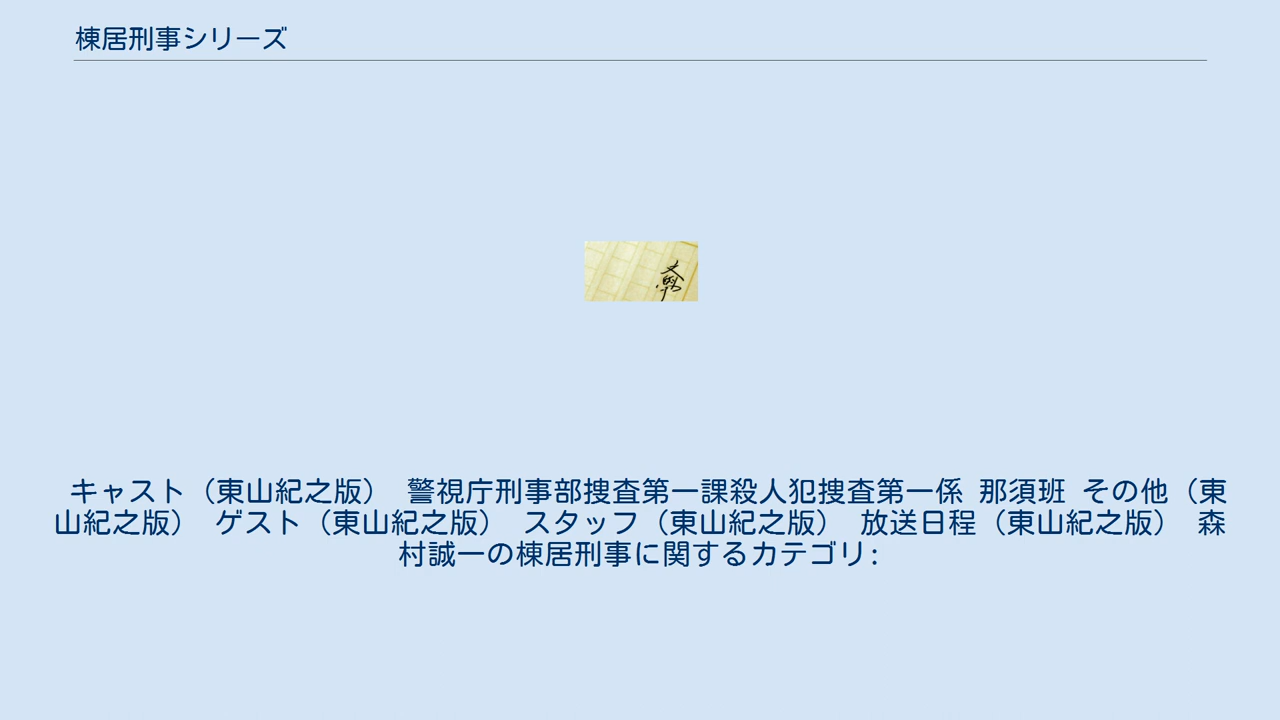 棟居刑事シリーズ
キャスト（東山紀之版） 警視庁刑事部捜査第一課殺人犯捜査第一係 那須班 その他（東
山紀之版） ゲスト（東山紀之版） スタッフ（東山紀之版） 放送日程（東山紀之版） 森
村誠一の棟居刑事に関するカテゴリ: